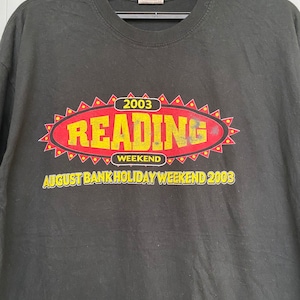 2003
READING
WEEKEND
AUGUST BANK HOLIDAY WEEKEND 2003